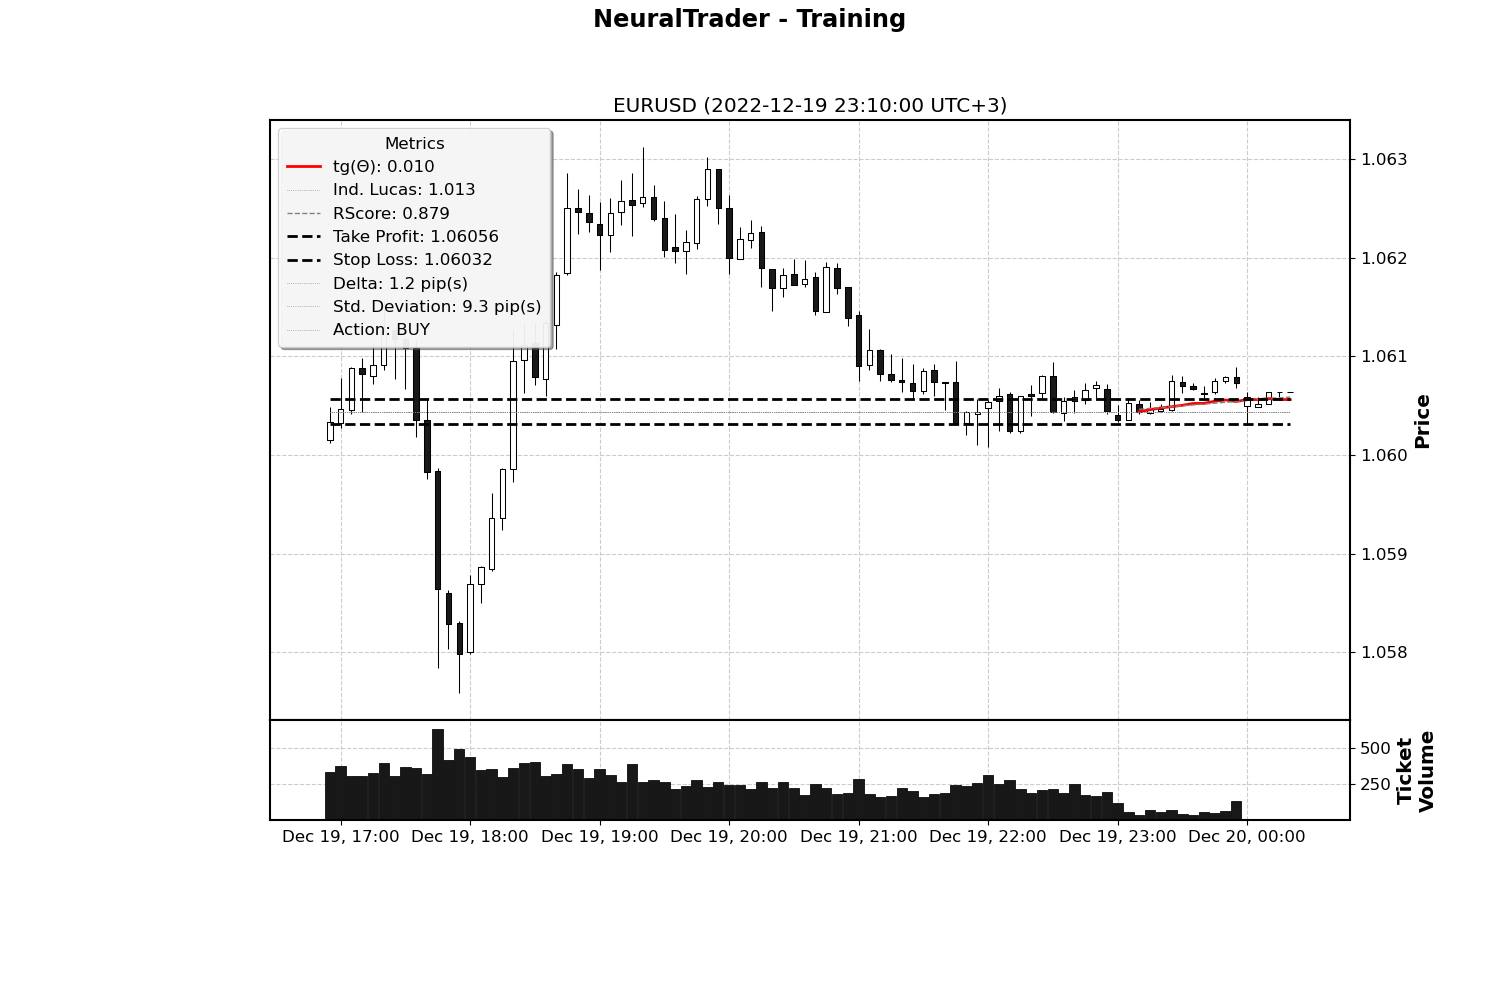 NeuralTrader - Training
EURUSD (2022-12-19 23:10:00 UTC+3)
Metrics
tg(Θ): 0.010
Ind. Lucas: 1.013
RScore: 0.879
Take Profit: 1.06056
Stop Loss: 1.06032
Delta: 1.2 pip(s)
Std. Deviation: 9.3 pip(s)
Action: BUY
1.063
1.062
1.061
1.060
1.059
1.058
Price
500
250
Ticket
Volume
Dec 19, 17:00 Dec 19, 18:00 Dec 19, 19:00 Dec 19, 20:00 Dec 19, 21:00 Dec 19, 22:00 Dec 19, 23:00 Dec 20, 00:00